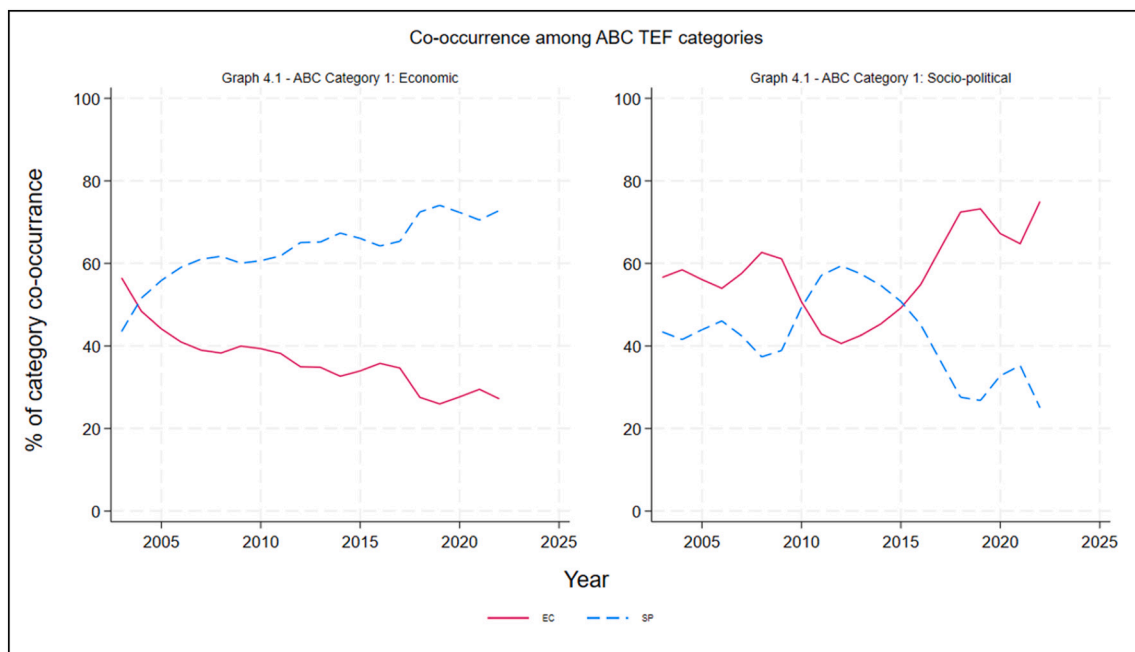 Co-occurrence among ABC TEF categories
Graph 4.1 - ABC Category 1: Economic
Graph 4.1 - ABC Category 1: Socio-political
% of category co-occurrance
100
80
60
40
20
0
2005 2010 2015 2020 2025
100
80
60
40
20
0
2005 2010 2015 2020 2025
Year
EC SP